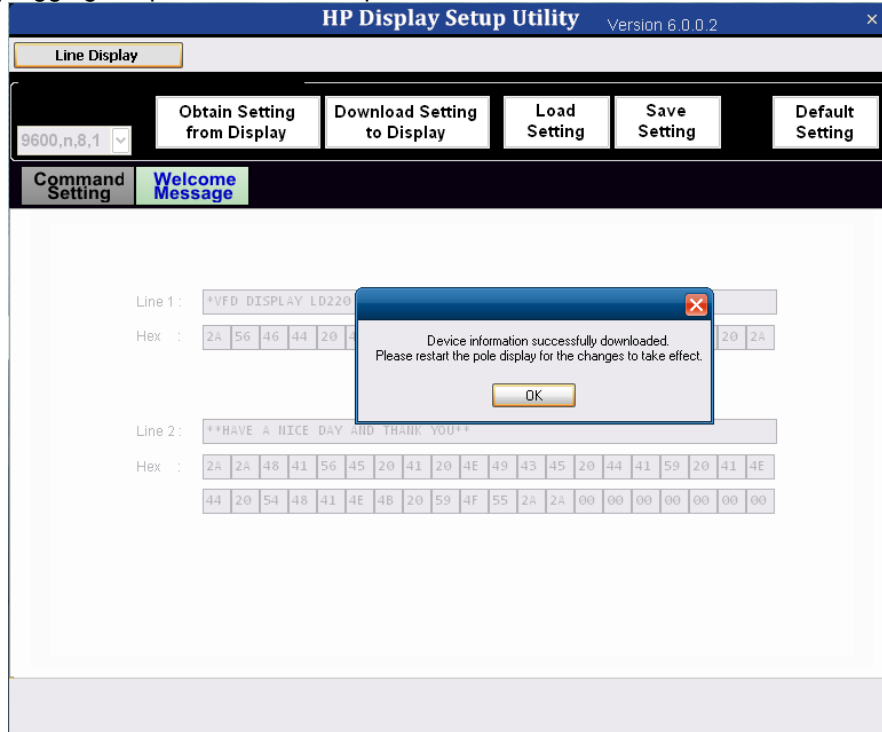 HP Display Setup Utility Version 6.0.0.2 ×
Line Display
9600,n,8,1
Obtain Setting
from Display
Download Setting
to Display
Load
Setting
Save
Setting
Default
Setting
Command
Setting
Welcome
Message
Line 1 : *VFD DISPLAY LD220
Hex : 2A 56 46 44 20 20 2A
Device information successfully downloaded.
Please restart the pole display for the changes to take effect.
OK
Line 2 : **HAVE A NICE DAY AND THANK YOU**
Hex : 2A 2A 48 41 56 45 20 41 20 4E 49 43 45 20 44 41 59 20 41 4E
44 20 54 48 41 4E 4B 20 59 4F 55 2A 2A 00 00 00 00 00 00 00